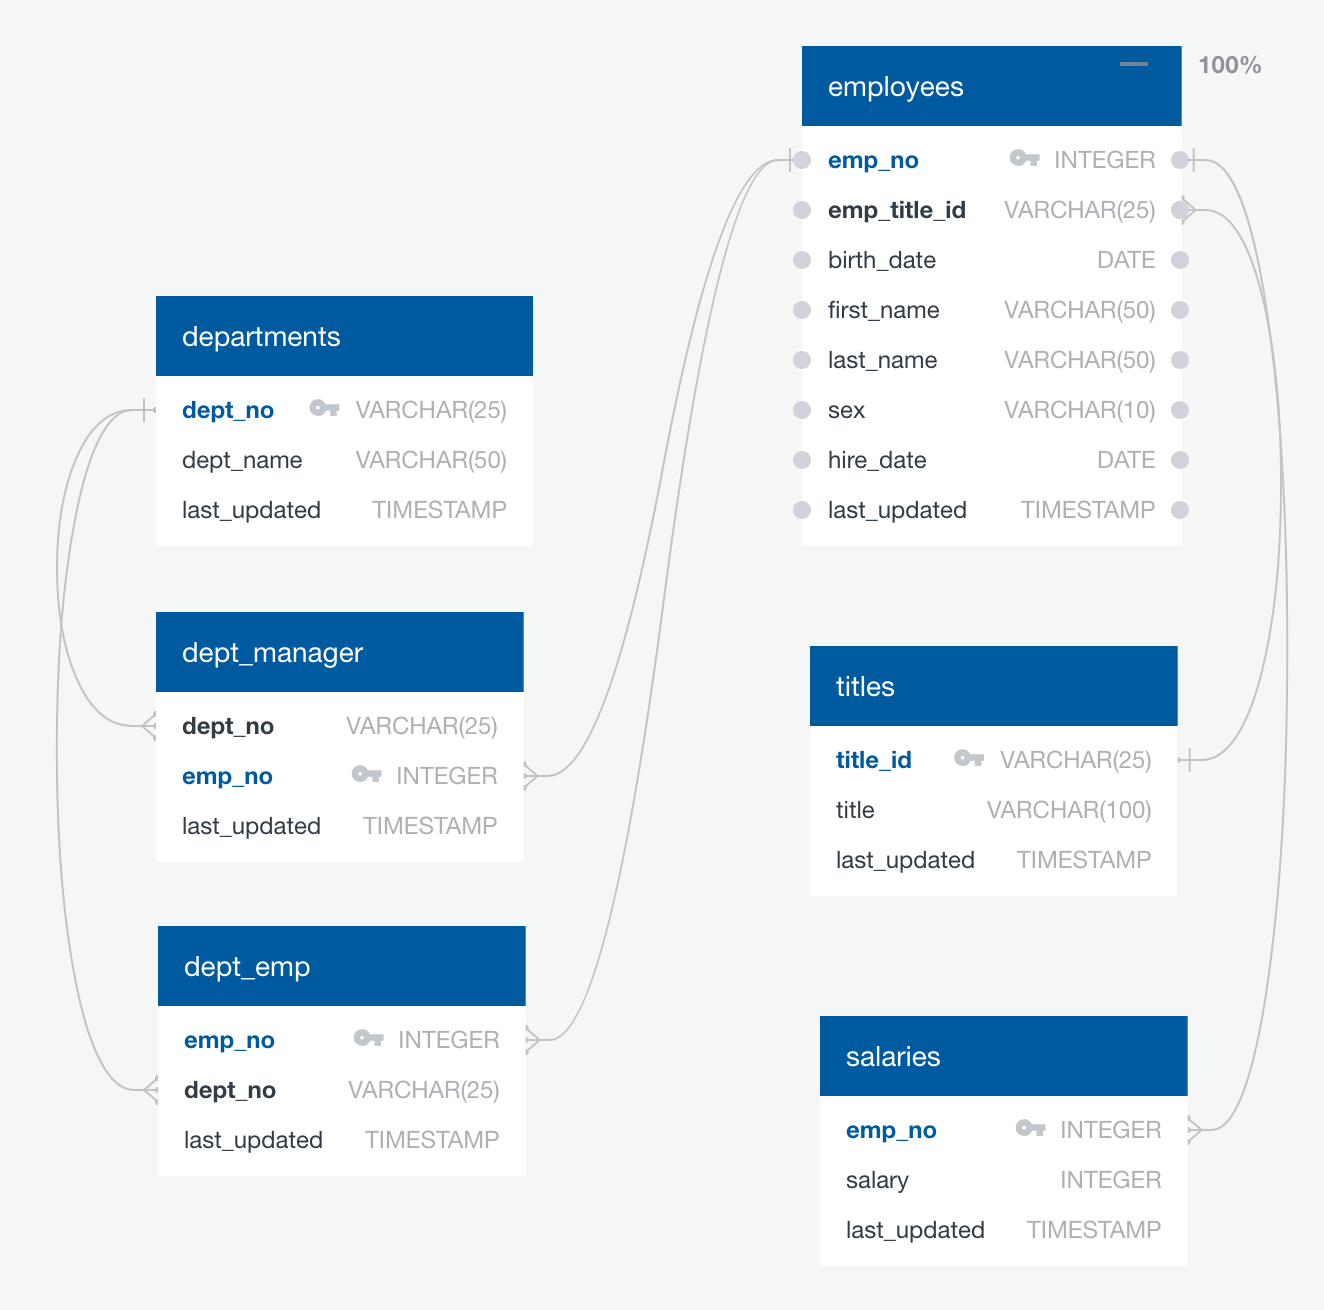 employees
100%
emp_no INTEGER
emp_title_id VARCHAR(25)
birth_date DATE
first_name VARCHAR(50)
last_name VARCHAR(50)
sex VARCHAR(10)
hire_date DATE
last_updated TIMESTAMP
departments
dept_no VARCHAR(25)
dept_name VARCHAR(50)
last_updated TIMESTAMP
dept_manager
dept_no VARCHAR(25)
emp_no INTEGER
last_updated TIMESTAMP
titles
title_id VARCHAR(25)
title VARCHAR(100)
last_updated TIMESTAMP
dept_emp
emp_no INTEGER
dept_no VARCHAR(25)
last_updated TIMESTAMP
salaries
emp_no INTEGER
salary INTEGER
last_updated TIMESTAMP